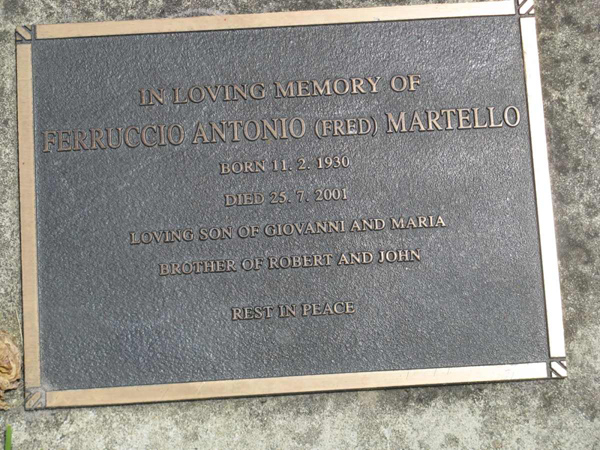 IN LOVING MEMORY OF
FERRUCCIO ANTONIO (FRED) MARTELLO
BORN 11. 2. 1930
DIED 25. 7. 2001
LOVING SON OF GIOVANNI AND MARIA
BROTHER OF ROBERT AND JOHN
REST IN PEACE